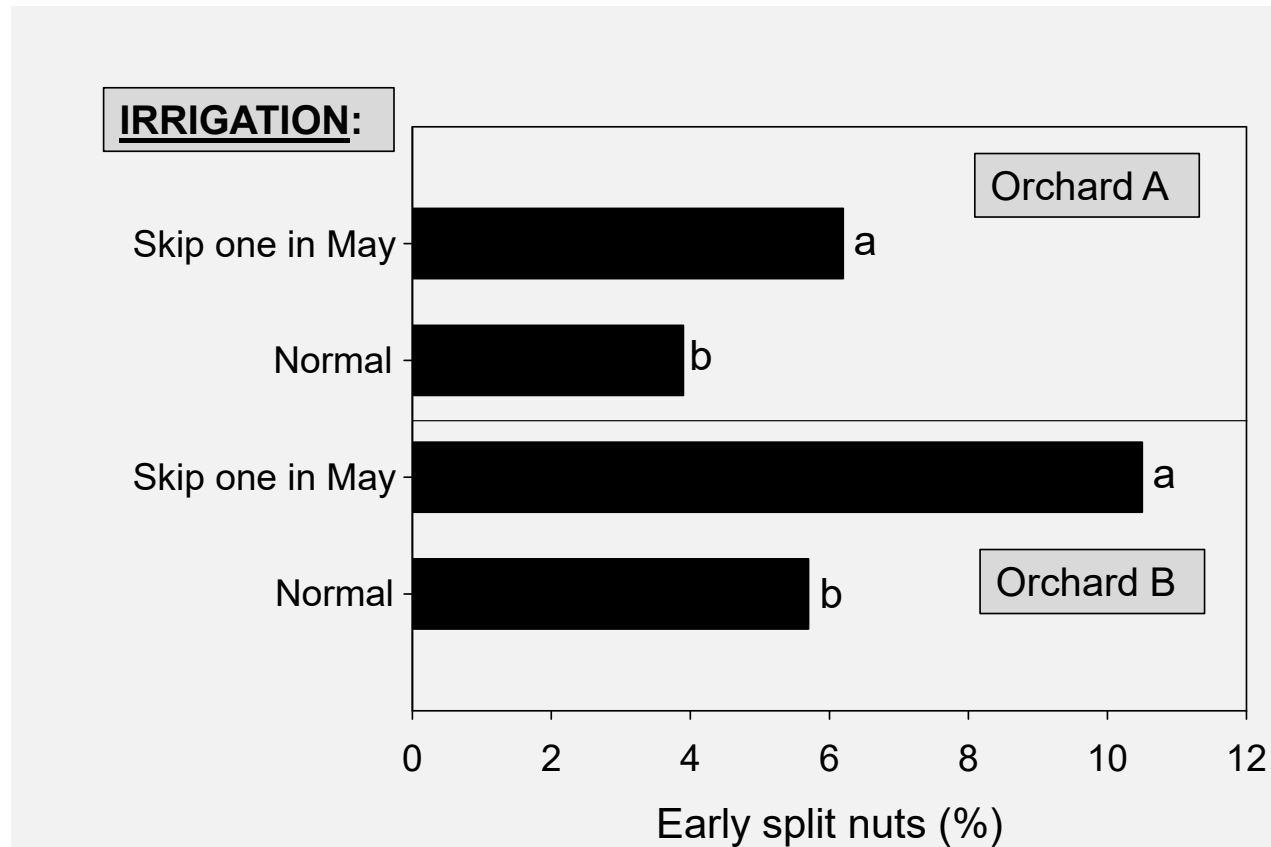 IRRIGATION:
Orchard A
Skip one in May
a
Normal
b
Skip one in May
a
Normal
b
Orchard B
0 2 4 6 8 10 12
Early split nuts (%)